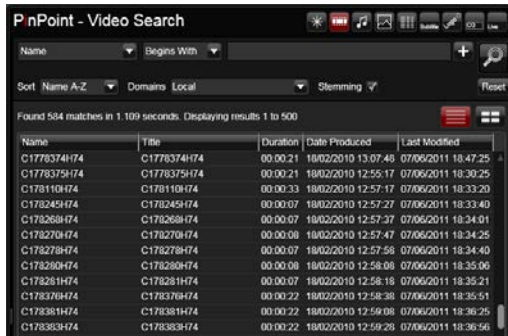 PinPoint - Video Search
Subtitle
Live
Name Begins With +
Sort Name A-Z Domains Local Stemming Reset
Found 584 matches in 1.109 seconds. Displaying results 1 to 500
Name Title Duration Date Produced Last Modified
C1778374H74 C1778374H74 00:00:21 18/02/2010 13.07.46 07/06/2011 18:47:25
C1778375H74 C1778375H74 00:00:21 18/02/2010 12:55:17 07/06/2011 18:30:25
C178110H74 C178110H74 00:00:33 18/02/2010 12:57:17 07/06/2011 18:33:20
C178245H74 C178245H74 00:00:07 18/02/2010 12:57:27 07/06/2011 18:33:40
C178268H74 C178268H74 00:00:07 18/02/2010 12:57:37 07/06/2011 18:34:01
C178270H74 C178270H74 00:00:08 18/02/2010 12:57:47 07/06/2011 18:34:25
C178278H74 C178278H74 00:00:07 18/02/2010 12:57:58 07/06/2011 18:34:40
C178280H74 C178280H74 00:00:08 18/02/2010 12:58:08 07/06/2011 18:35:06
C178281H74 C178281H74 00:00:07 18/02/2010 12:58:18 07/06/2011 18:35:21
C178376H74 C178376H74 00:00:22 18/02/2010 12:58:38 07/06/2011 18:35:51
C178381H74 C178381H74 00:00:22 18/02/2010 12:59:08 07/06/2011 18:36:25
C178383H74 C178383H74 00:00:22 18/02/2010 12:59:28 07/06/2011 18:36:56